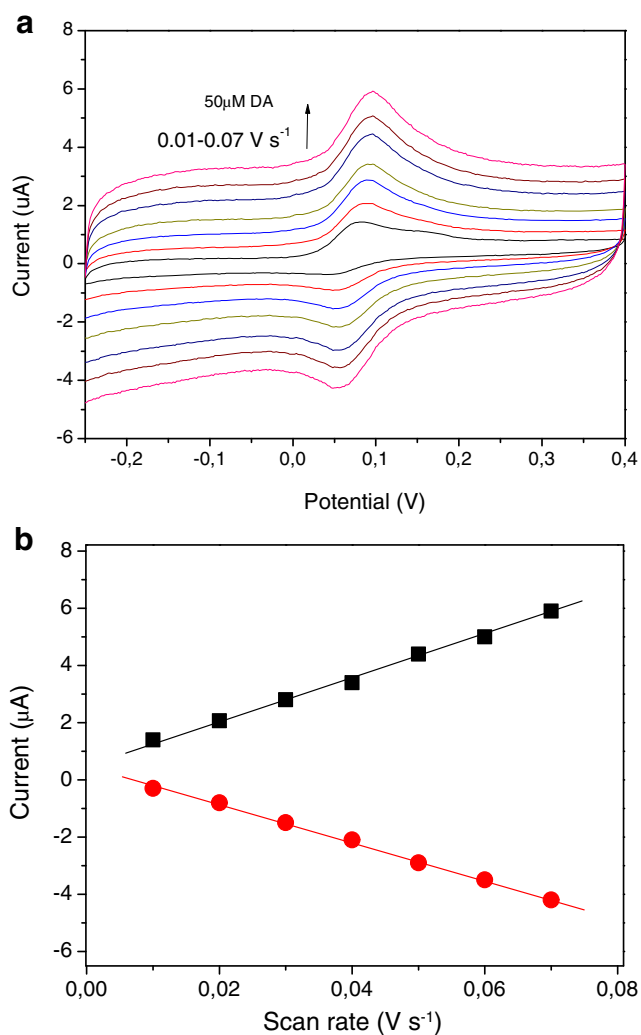 a
8
6
4
2
0
-2
-4
-6
50μM DA
0.01-0.07 V s⁻¹
Current (uA)
-0,2 -0,1 0,0 0,1 0,2 0,3 0,4
Potential (V)
b
8
6
4
2
0
-2
-4
-6
Current (μA)
0,00 0,02 0,04 0,06 0,08
Scan rate (V s⁻¹)